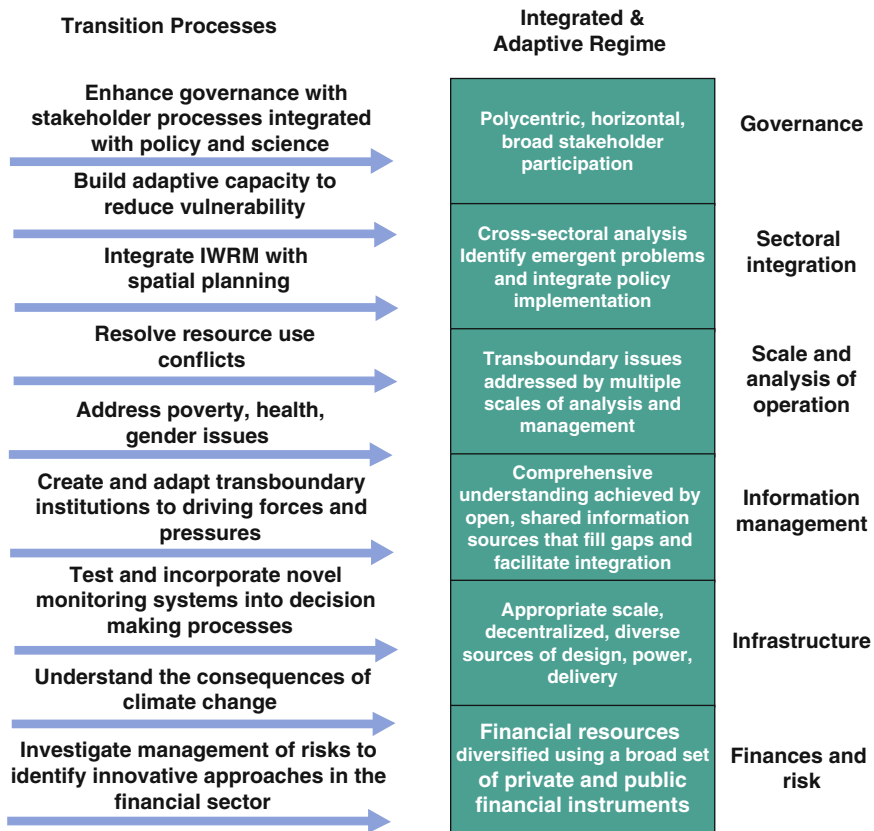 Transition Processes
Integrated &
Adaptive Regime
Enhance governance with
stakeholder processes integrated
with policy and science
Build adaptive capacity to
reduce vulnerability
Integrate IWRM with
spatial planning
Resolve resource use
conflicts
Address poverty, health,
gender issues
Create and adapt transboundary
institutions to driving forces and
pressures
Test and incorporate novel
monitoring systems into decision
making processes
Understand the consequences of
climate change
Investigate management of risks to
identify innovative approaches in the
financial sector
Polycentric, horizontal,
broad stakeholder
participation
Cross-sectoral analysis
Identify emergent problems
and integrate policy
implementation
Transboundary issues
addressed by multiple
scales of analysis and
management
Comprehensive
understanding achieved by
open, shared information
sources that fill gaps and
facilitate integration
Appropriate scale,
decentralized, diverse
sources of design, power,
delivery
Financial resources
diversified using a broad set
of private and public
financial instruments
Governance
Sectoral
integration
Scale and
analysis of
operation
Information
management
Infrastructure
Finances and
risk